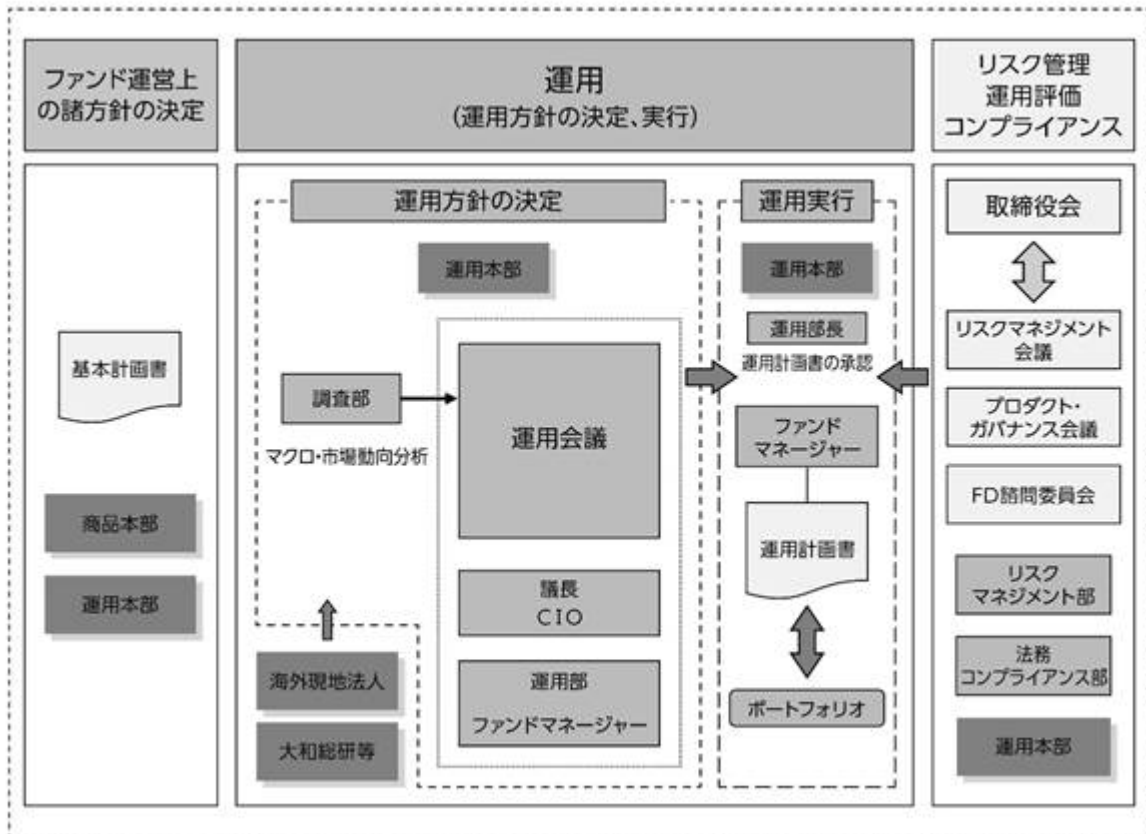 ファンド運営上
の諸方針の決定
運用
(運用方針の決定、実行)
リスク管理
運用評価
コンプライアンス
基本計画書
商品本部
運用本部
運用方針の決定
運用本部
調査部
マクロ・市場動向分析
運用会議
議長
CIO
運用部
ファンドマネージャー
海外現地法人
大和総研等
運用実行
運用本部
運用部長
運用計画書の承認
ファンド
マネージャー
運用計画書
ポートフォリオ
取締役会
リスクマネジメント
会議
プロダクト・
ガバナンス会議
FD諮問委員会
リスク
マネジメント部
法務
コンプライアンス部
運用本部